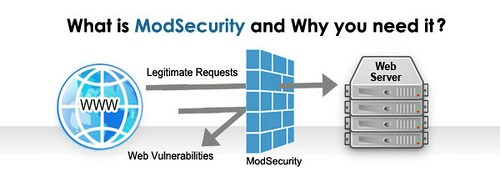 What is ModSecurity and Why you need it?
Legitimate Requests
Web
Server
WWW
Web Vulnerabilities
ModSecurity